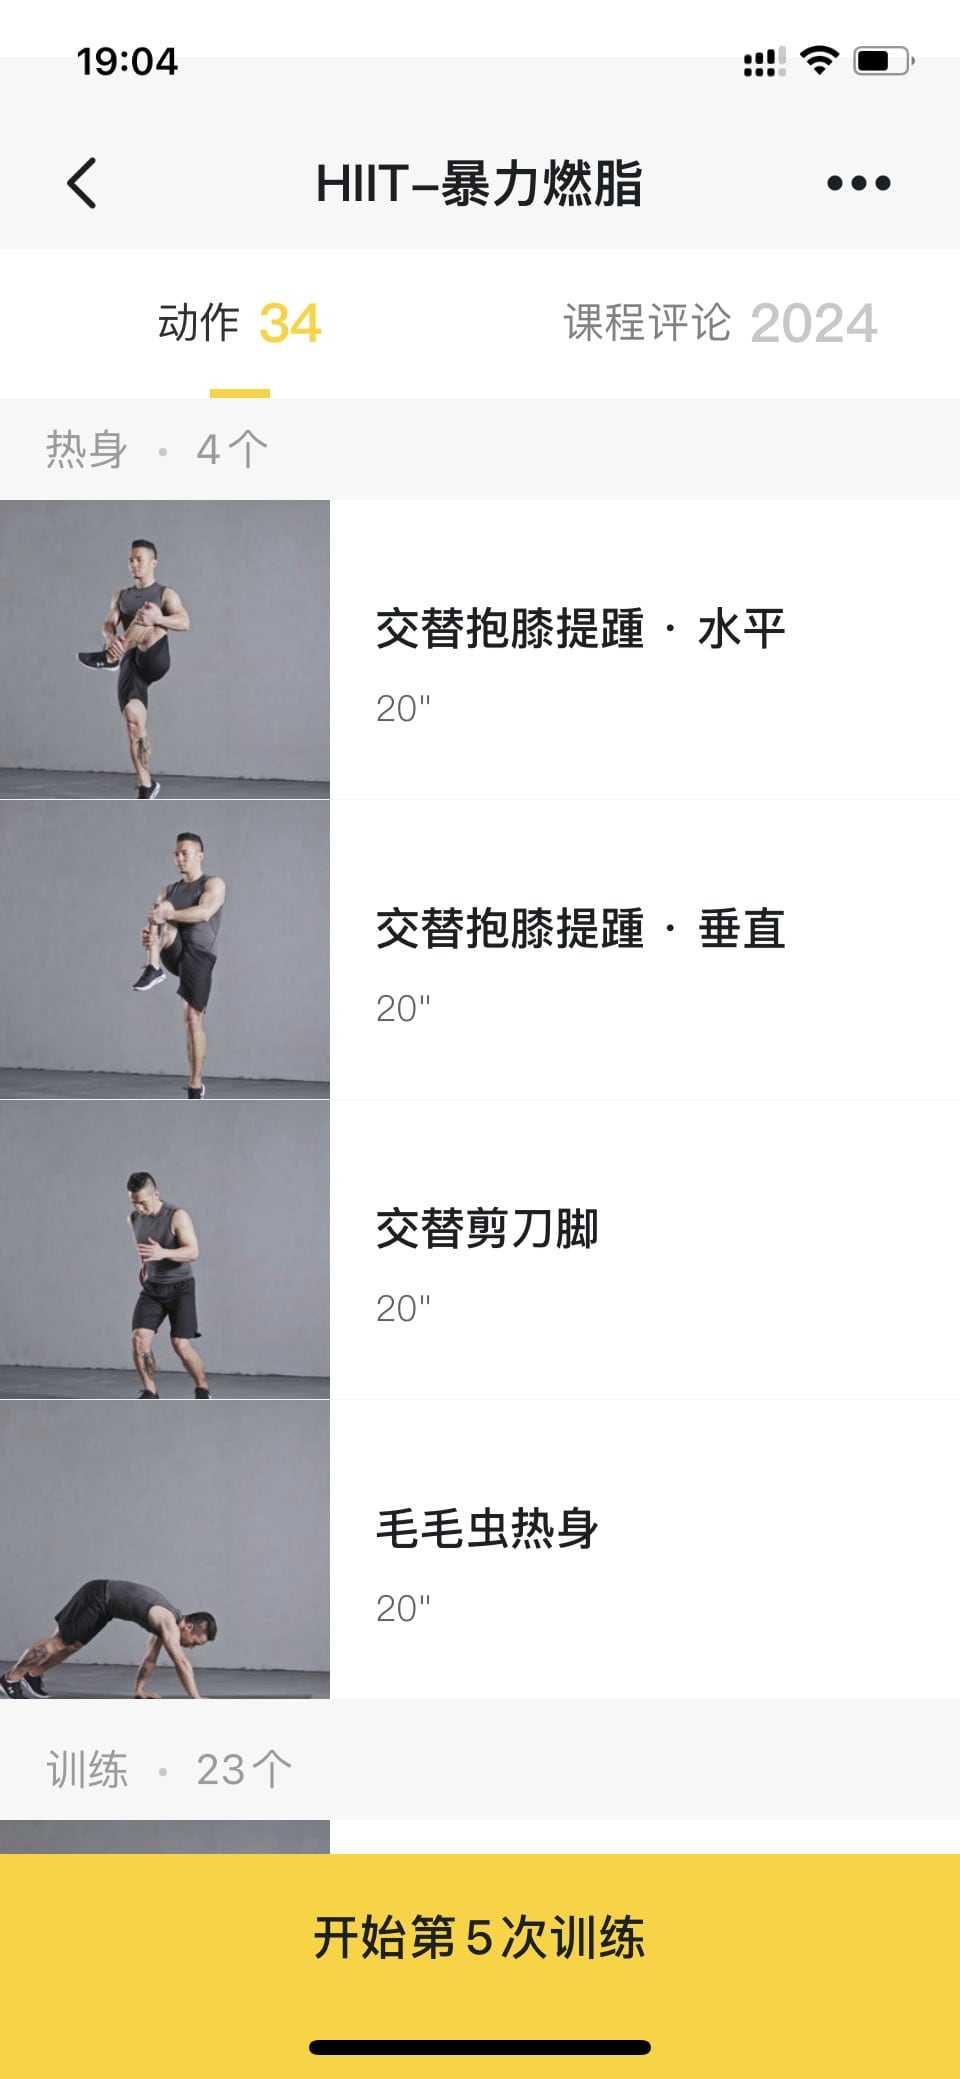 19:04
HIIT–暴力燃脂
动作 34
课程评论 2024
热身 · 4个
交替抱膝提踵 · 水平
20"
交替抱膝提踵 · 垂直
20"
交替剪刀脚
20"
毛毛虫热身
20"
训练 · 23个
开始第5次训练